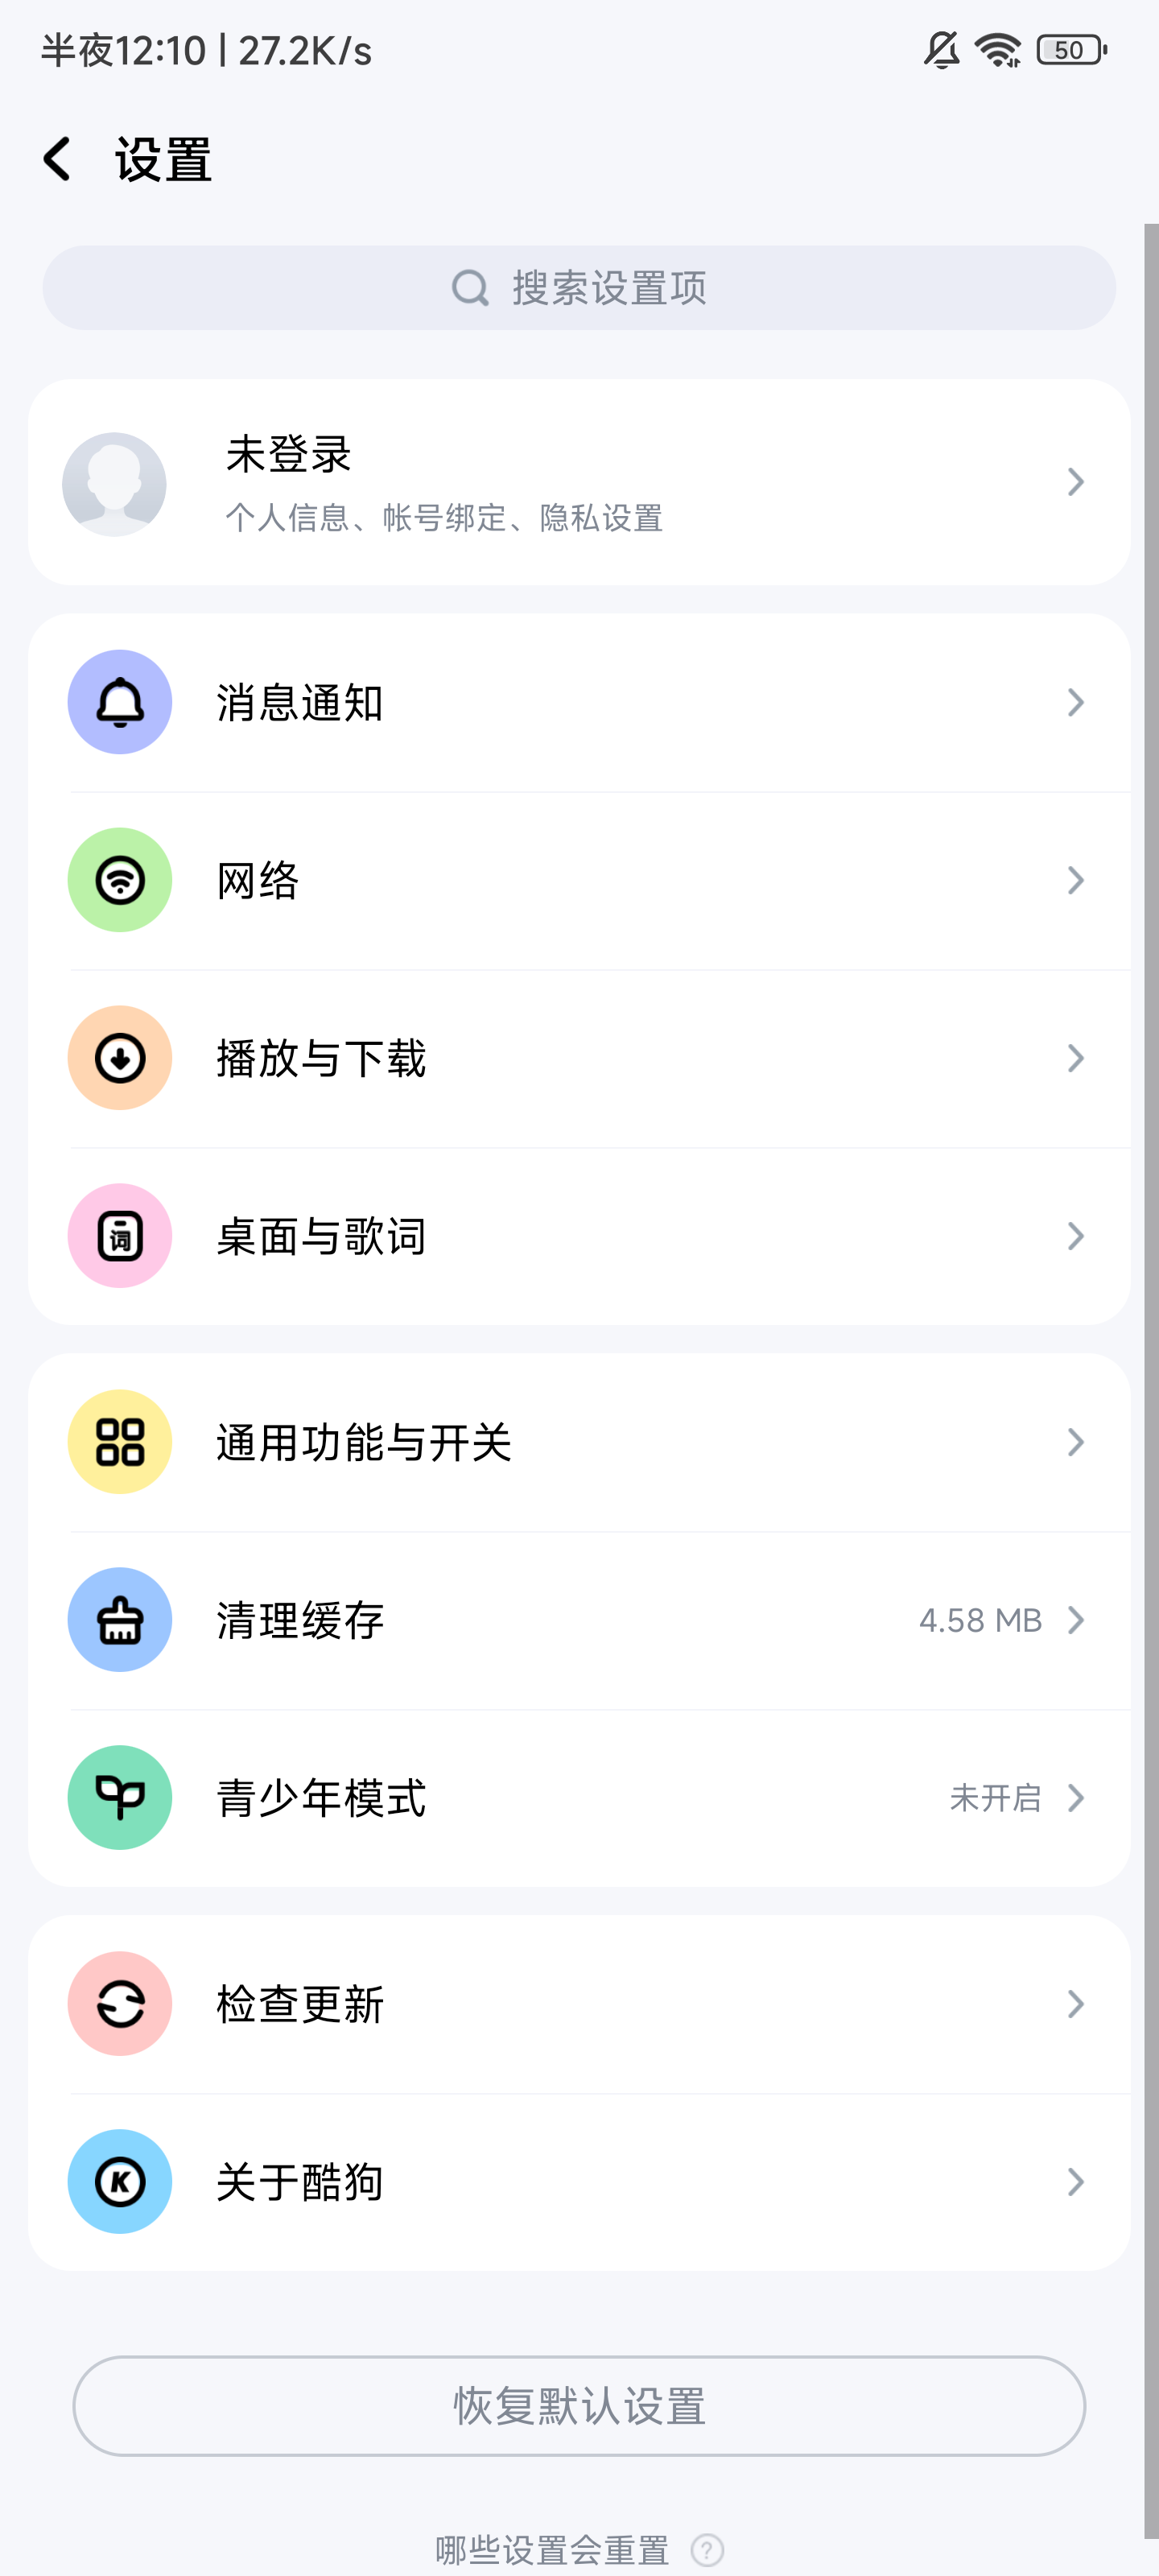 半夜12:10 | 27.2K/s
50
设置
搜索设置项
未登录
个人信息、帐号绑定、隐私设置
消息通知
网络
播放与下载
词
桌面与歌词
通用功能与开关
清理缓存 4.58 MB
青少年模式 未开启
检查更新
K
关于酷狗
恢复默认设置
哪些设置会重置 ?